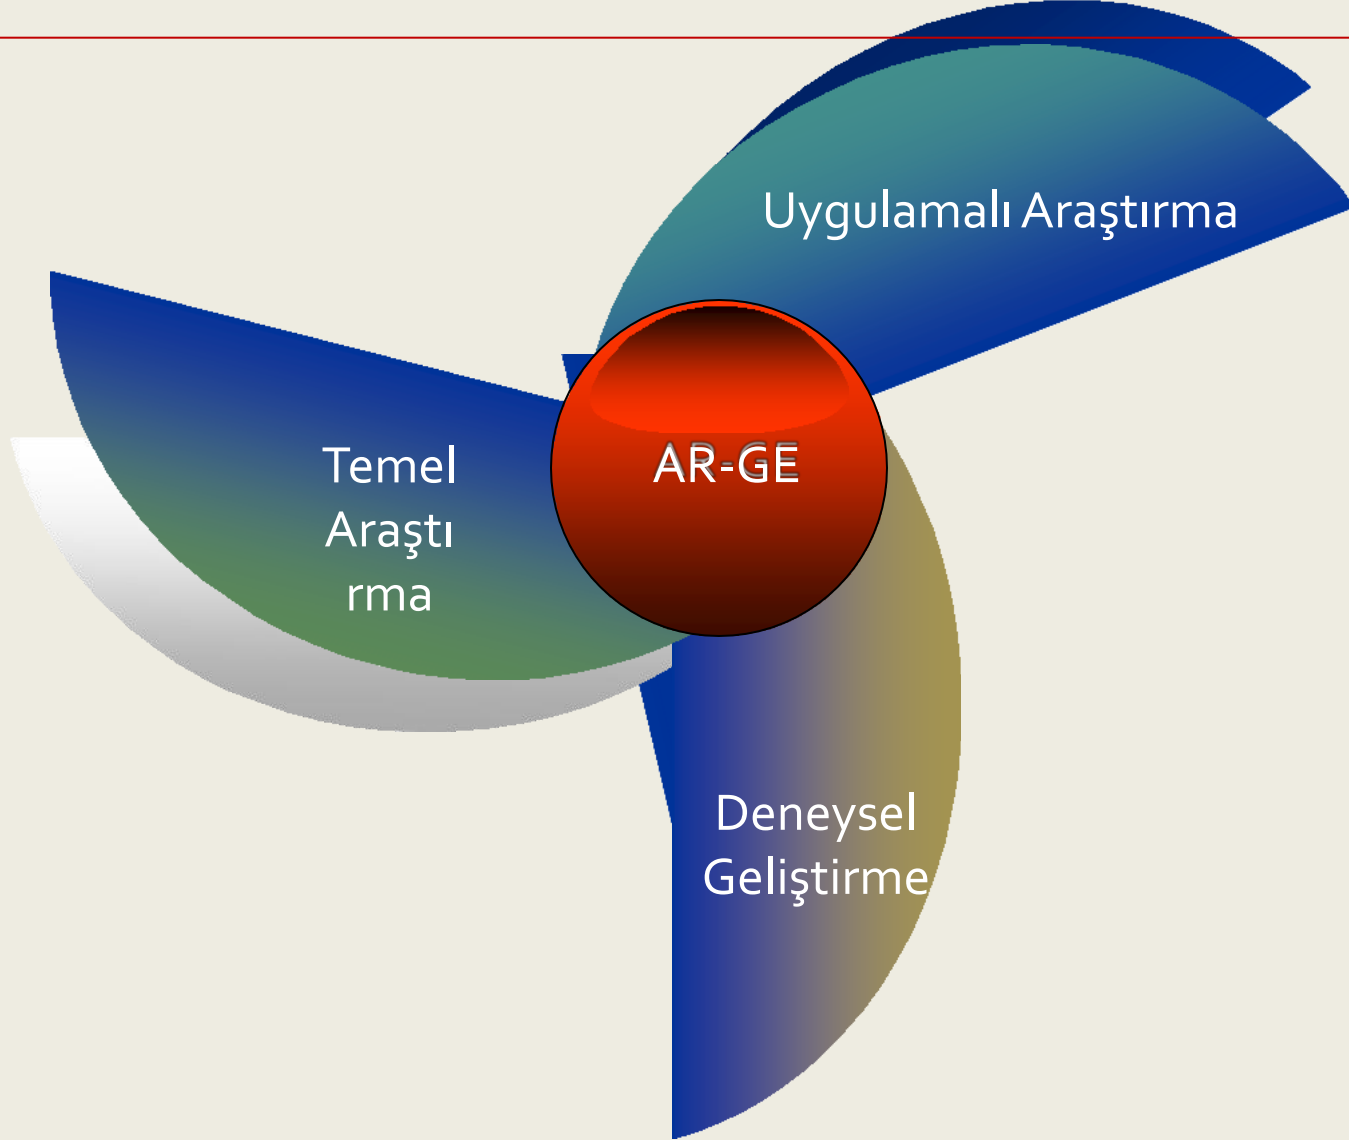 Uygulamalı Araştırma
AR-GE
Temel
Araştı
rma
Deneysel
Geliştirme